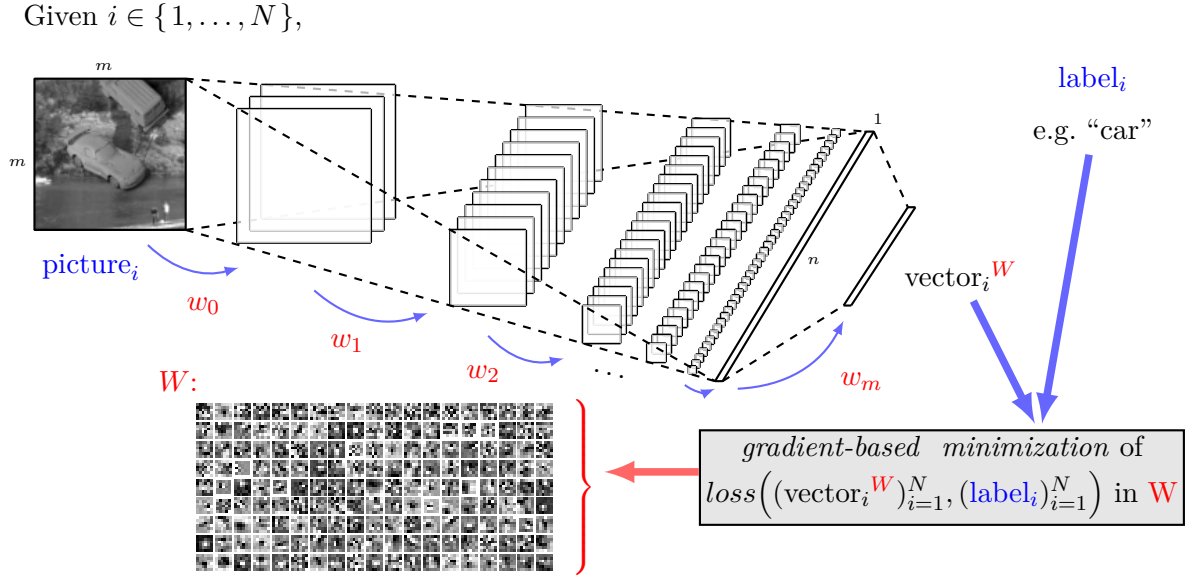 Given i ∈ {1, . . . , N},
m
m
1
label_i
e.g. “car”
n
picture_i
vector_i^W
w_0
w_1
w_2
. . .
w_m
W:
gradient-based minimization of
loss((vector_i^W)_{i=1}^N, (label_i)_{i=1}^N) in W